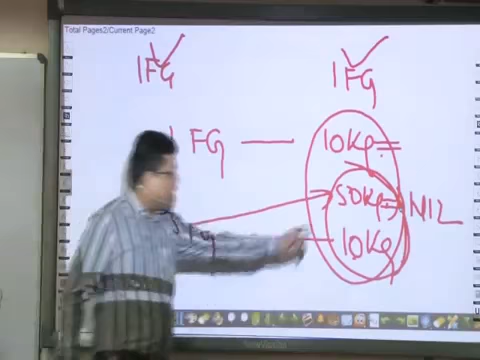 Total Pages2/Current Page2
1FG 1FG
1 FG — 10Kg =
50Kg = NIL
10Kg